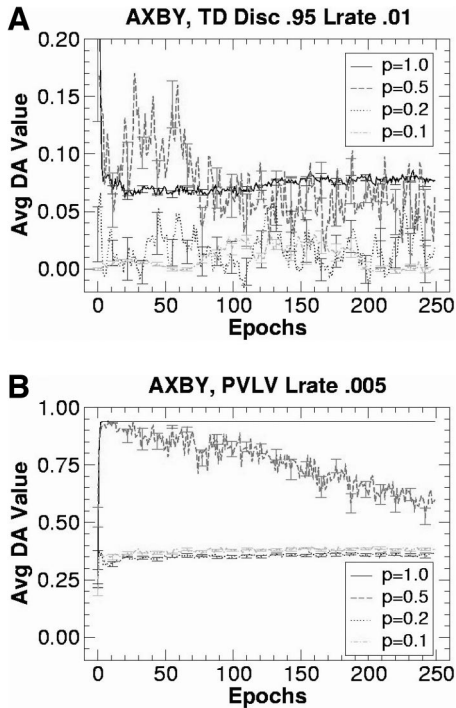 A
AXBY, TD Disc .95 Lrate .01
0.20
0.15
0.10
0.05
0.00
Avg DA Value
p=1.0
p=0.5
p=0.2
p=0.1
0 50 100 150 200 250
Epochs
B
AXBY, PVLV Lrate .005
1.00
0.75
0.50
0.25
0.00
Avg DA Value
p=1.0
p=0.5
p=0.2
p=0.1
0 50 100 150 200 250
Epochs